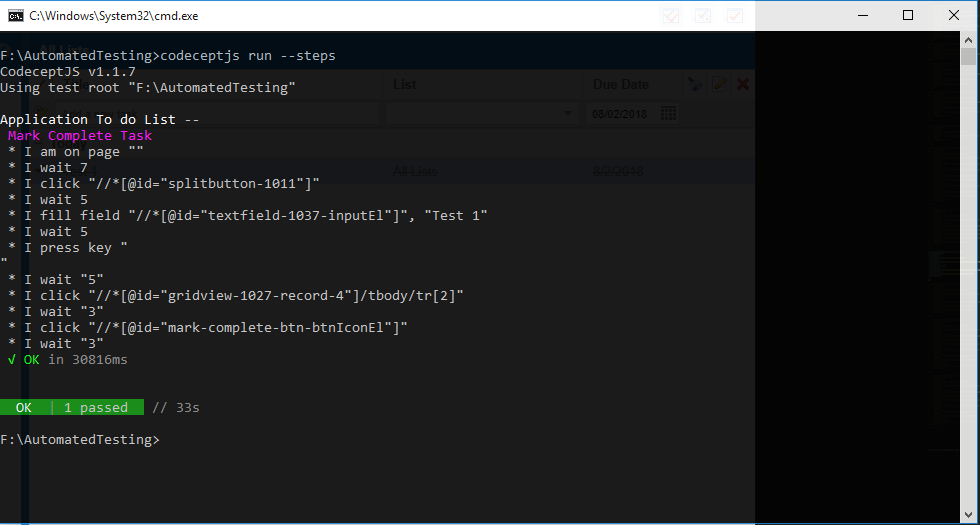 C:\Windows\System32\cmd.exe
F:\AutomatedTesting>codeceptjs run --steps
CodeceptJS v1.1.7
Using test root "F:\AutomatedTesting"
List
Due Date
08/02/2018
Application To do List --
Mark Complete Task
* I am on page ""
* I wait 7
All Lists
8/2/2018
* I click "//*[@id="splitbutton-1011"]"
* I wait 5
* I fill field "//*[@id="textfield-1037-inputEl"]", "Test 1"
* I wait 5
* I press key "
"
* I wait "5"
* I click "//*[@id="gridview-1027-record-4"]/tbody/tr[2]"
* I wait "3"
* I click "//*[@id="mark-complete-btn-btnIconEl"]"
* I wait "3"
√ OK in 30816ms
OK | 1 passed // 33s
F:\AutomatedTesting>